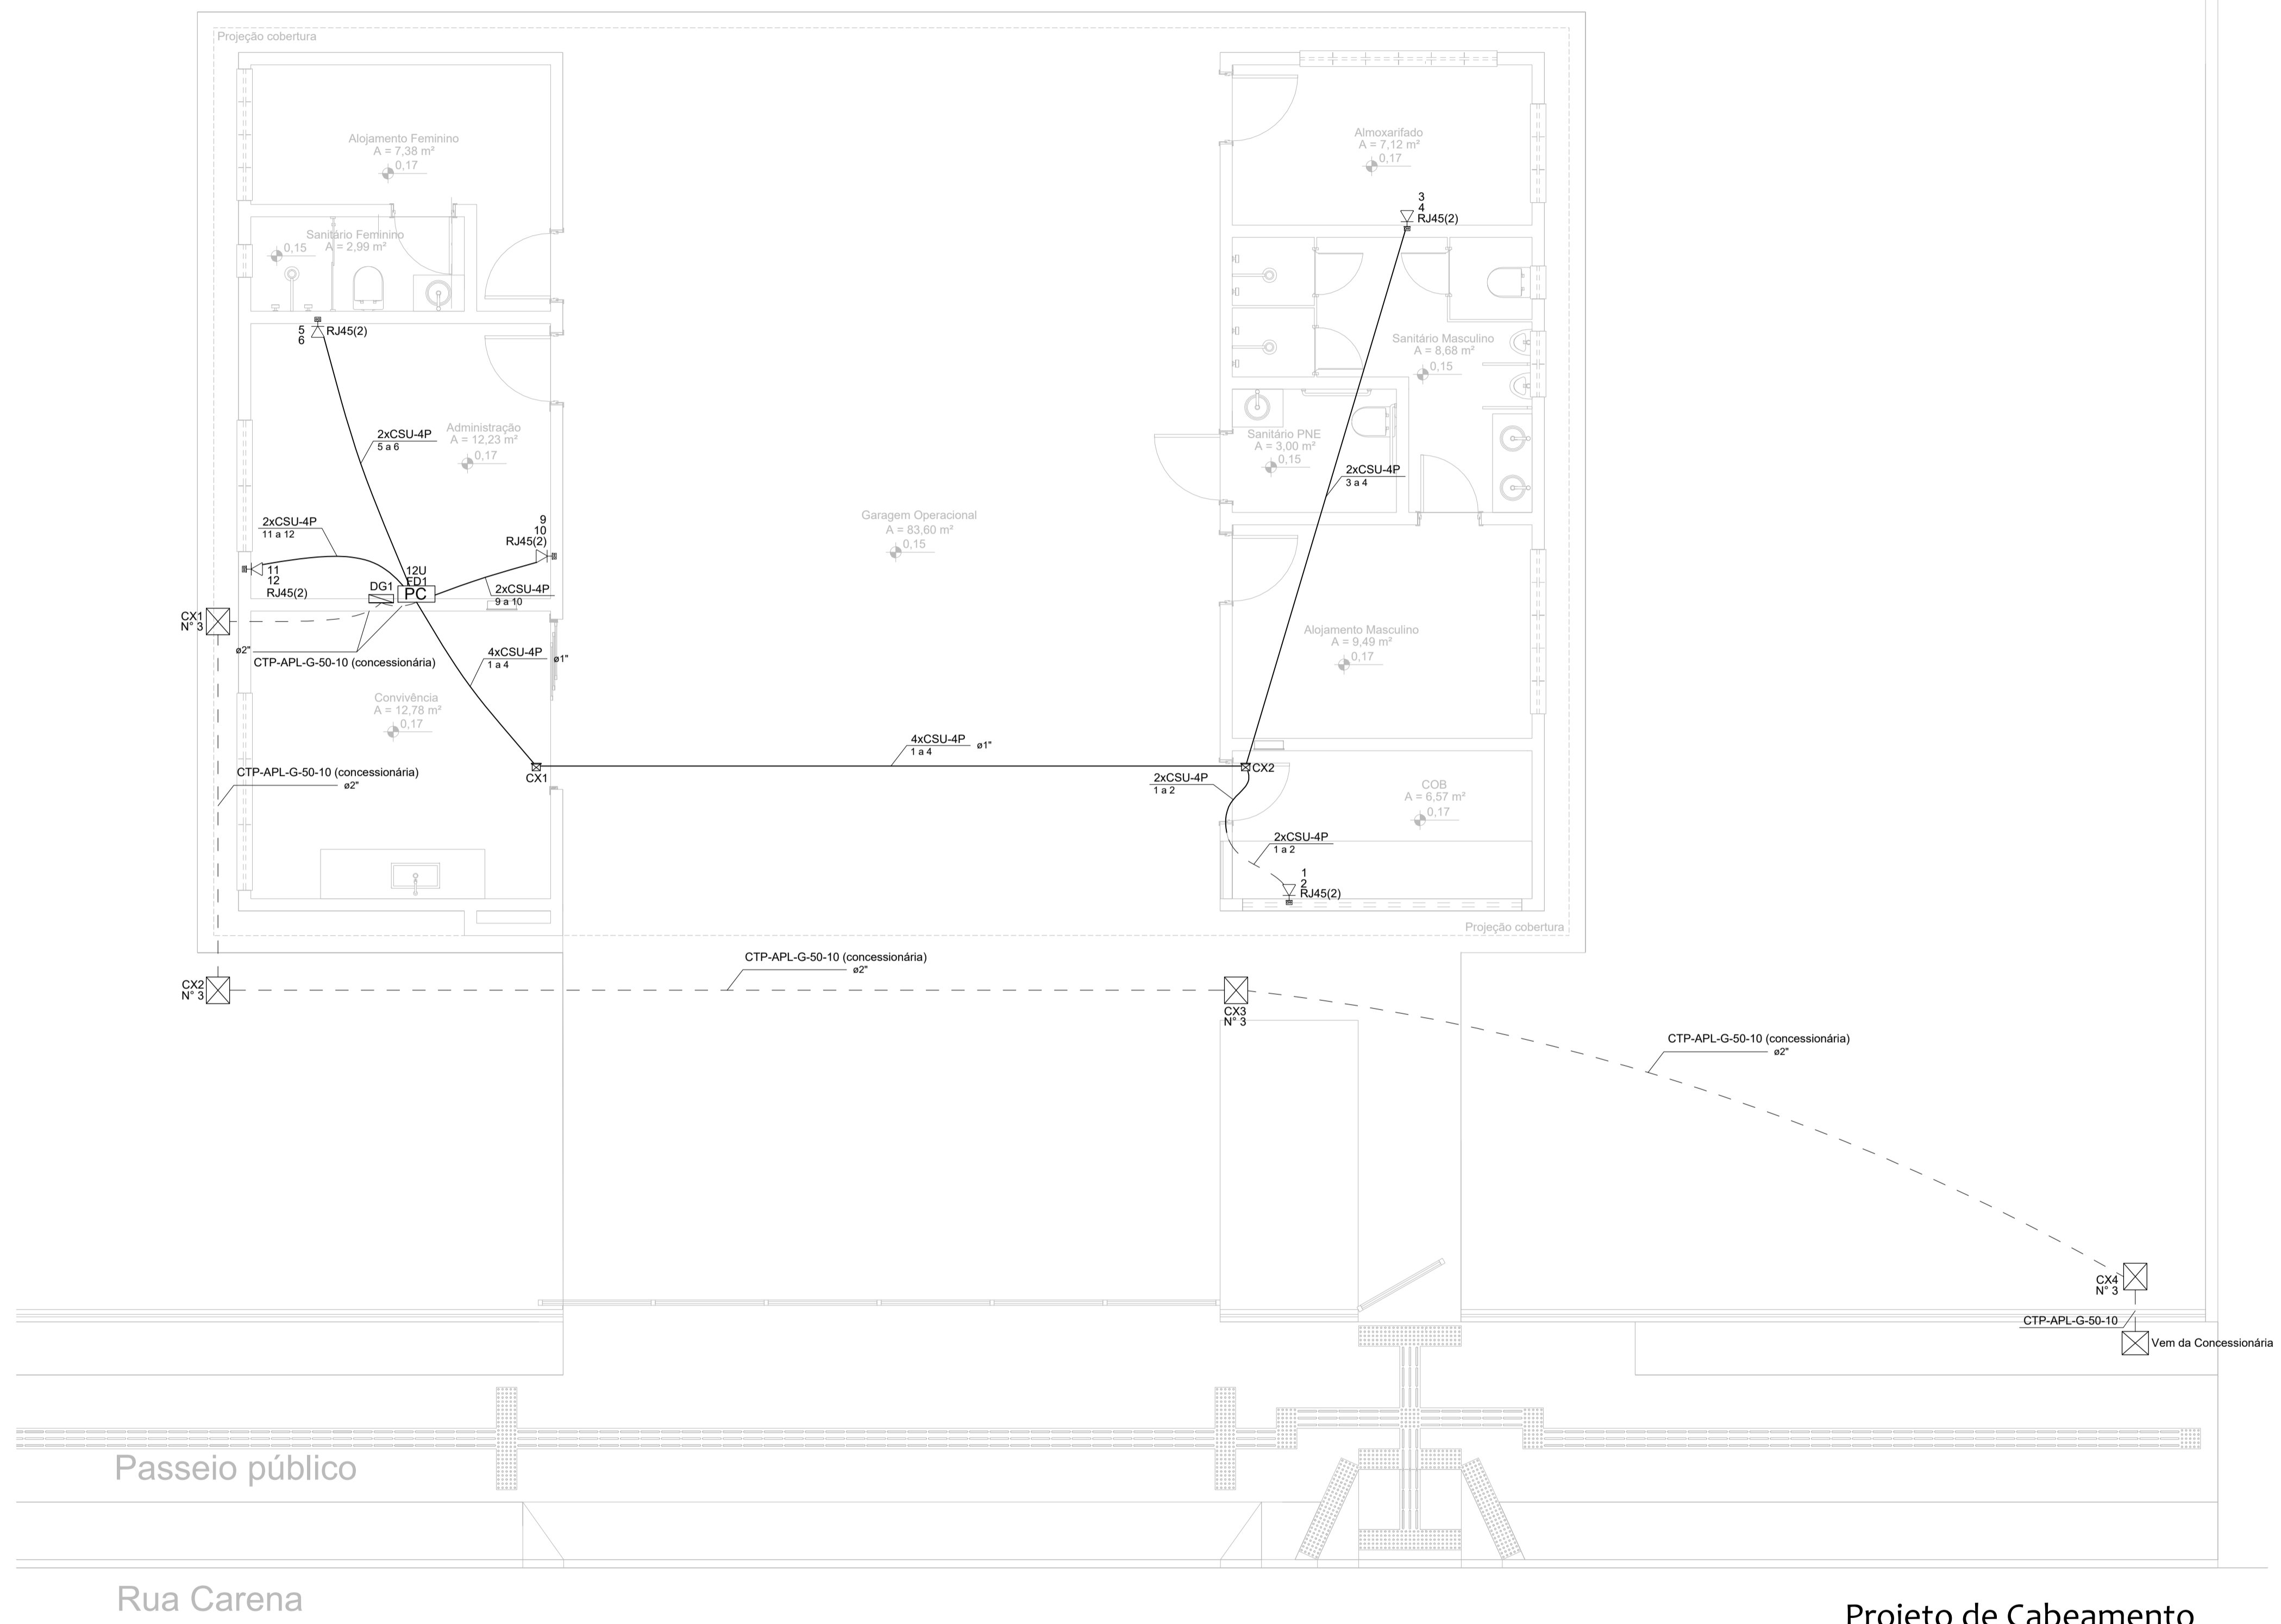 Projeção cobertura
Alojamento Feminino
A = 7,38 m²
0,17
Almoxarifado
A = 7,12 m²
0,17
3
4
RJ45(2)
Sanitário Feminino
A = 2,99 m²
0,15
5
6
RJ45(2)
Sanitário Masculino
A = 8,68 m²
0,15
2xCSU-4P
5 a 6
Administração
A = 12,23 m²
0,17
Sanitário PNE
A = 3,00 m²
0,15
2xCSU-4P
3 a 4
2xCSU-4P
11 a 12
9
10
RJ45(2)
Garagem Operacional
A = 83,60 m²
0,15
11
12
RJ45(2)
DG1
12U
FD1
PC
2xCSU-4P
9 a 10
CX1
N° 3
ø2"
CTP-APL-G-50-10 (concessionária)
4xCSU-4P
1 a 4
ø1"
Alojamento Masculino
A = 9,49 m²
0,17
Convivência
A = 12,78 m²
0,17
4xCSU-4P
1 a 4
ø1"
CTP-APL-G-50-10 (concessionária)
ø2"
CX1
CX2
2xCSU-4P
1 a 2
COB
A = 6,57 m²
0,17
2xCSU-4P
1 a 2
1
2
RJ45(2)
Projeção cobertura
CTP-APL-G-50-10 (concessionária)
ø2"
CX2
N° 3
CX3
N° 3
CTP-APL-G-50-10 (concessionária)
ø2"
CX4
N° 3
CTP-APL-G-50-10
Vem da Concessionária
Passeio público
Rua Carena
Projeto de Cabeamento